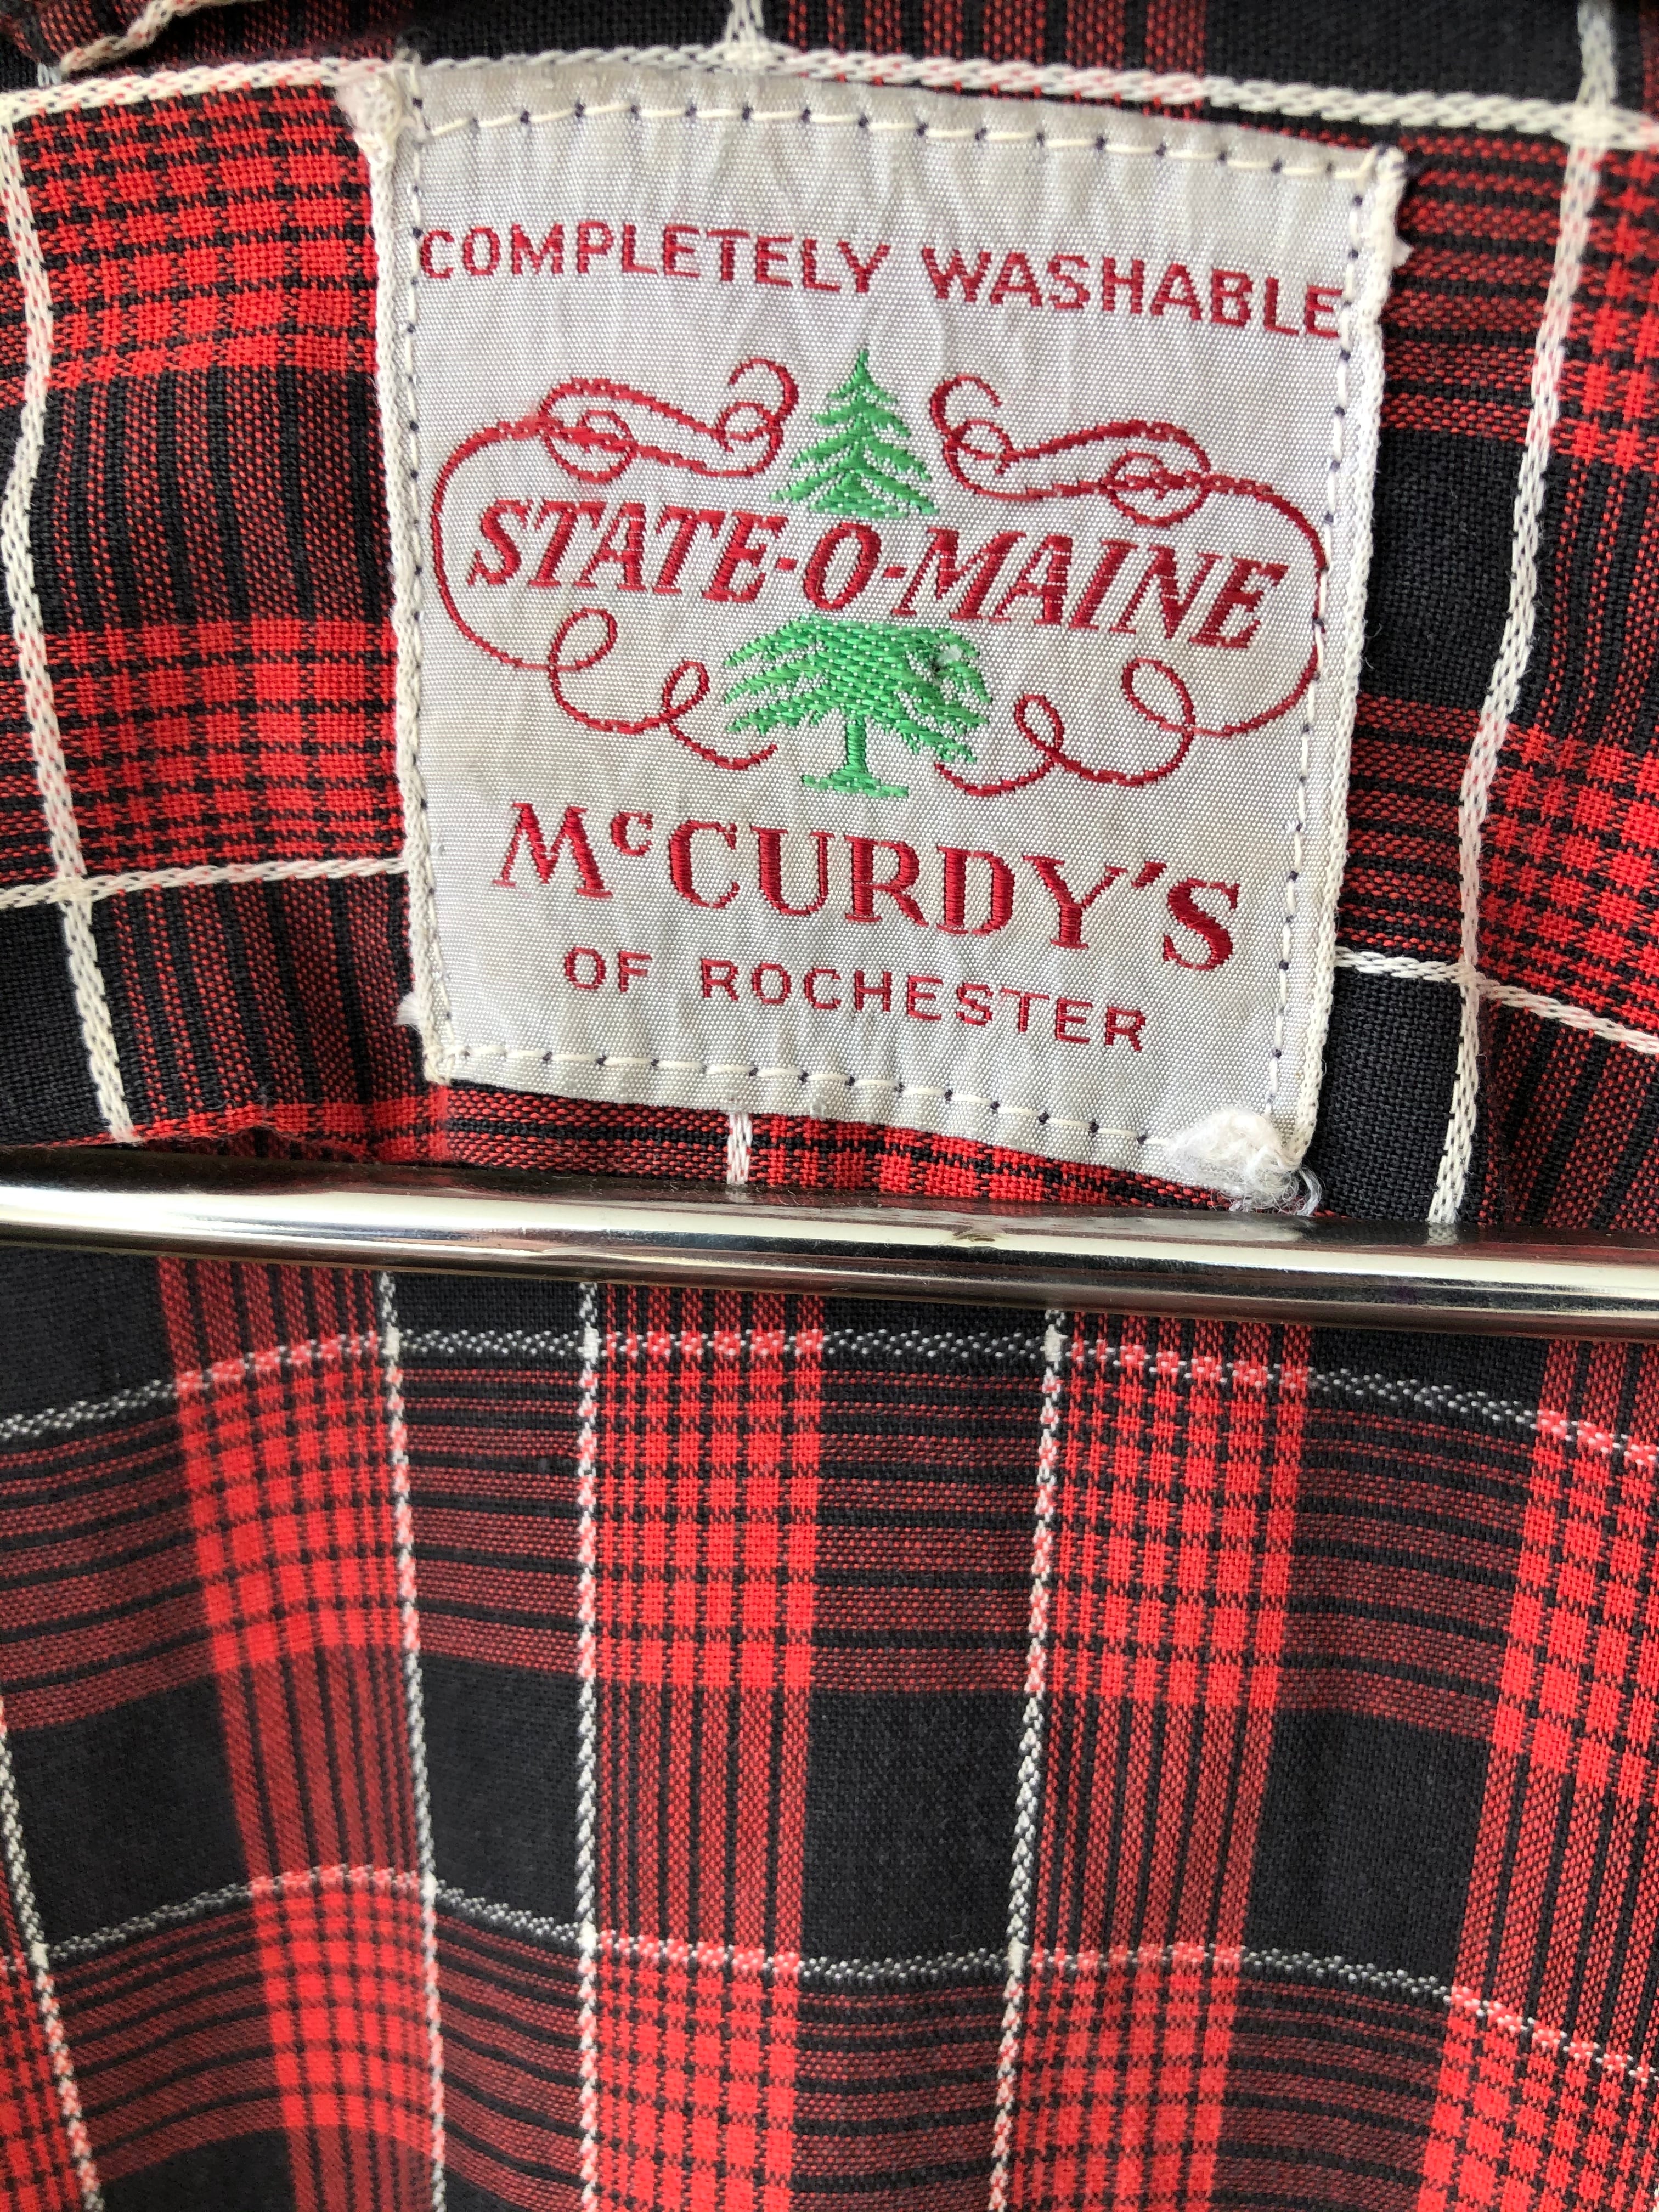 COMPLETELY WASHABLE
STATE-O-MAINE
McCURDY'S
OF ROCHESTER